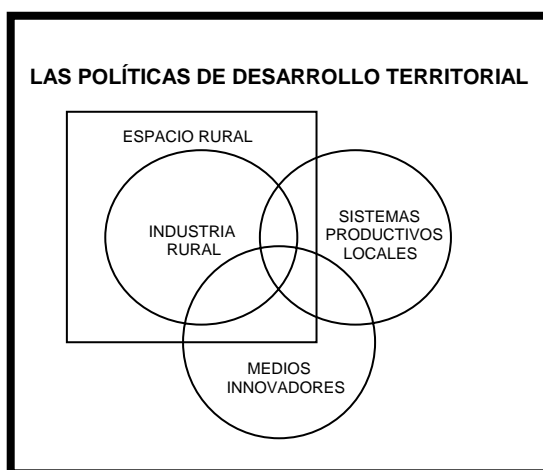 LAS POLÍTICAS DE DESARROLLO TERRITORIAL
ESPACIO RURAL
INDUSTRIA
RURAL
SISTEMAS
PRODUCTIVOS
LOCALES
MEDIOS
INNOVADORES